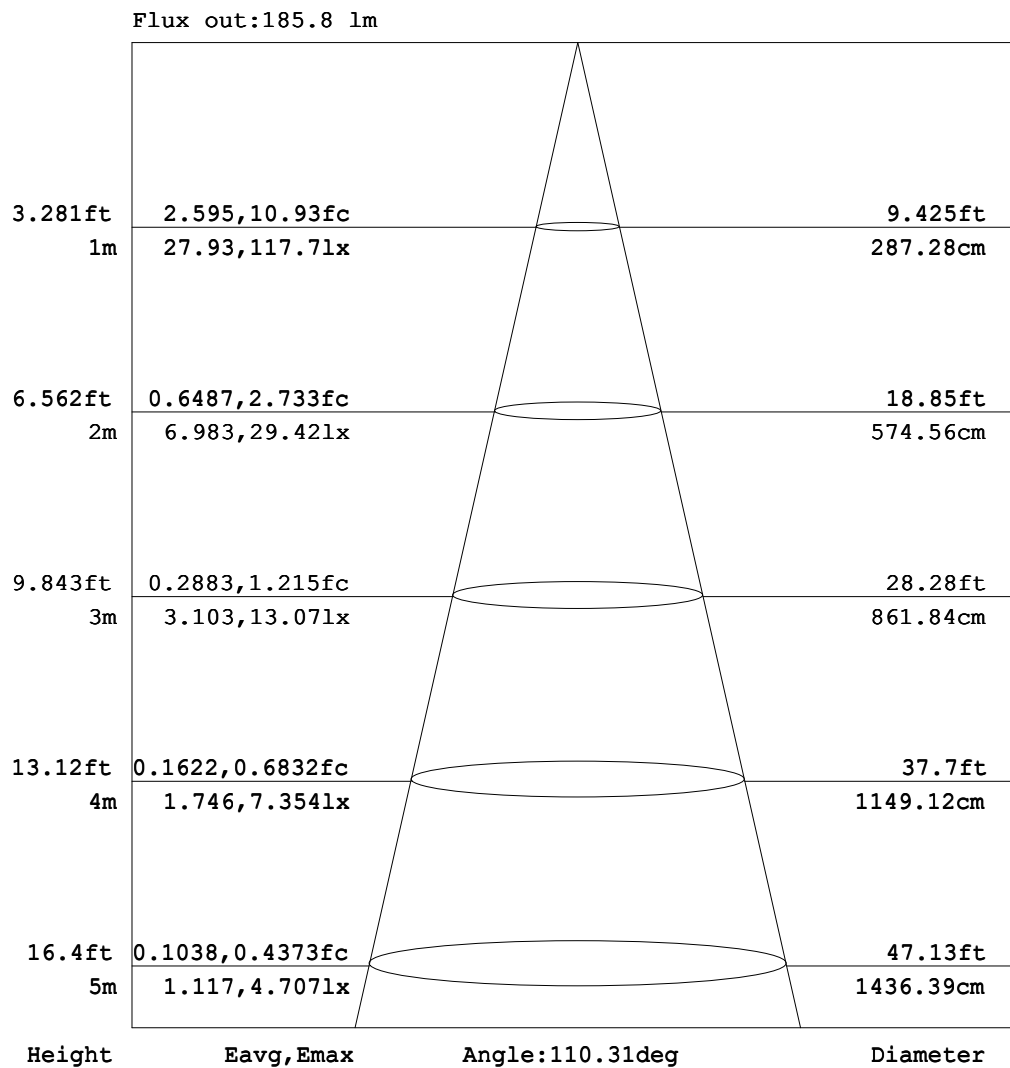 Flux out:185.8 lm
3.281ft 2.595,10.93fc 9.425ft
1m 27.93,117.7lx 287.28cm
6.562ft 0.6487,2.733fc 18.85ft
2m 6.983,29.42lx 574.56cm
9.843ft 0.2883,1.215fc 28.28ft
3m 3.103,13.07lx 861.84cm
13.12ft 0.1622,0.6832fc 37.7ft
4m 1.746,7.354lx 1149.12cm
16.4ft 0.1038,0.4373fc 47.13ft
5m 1.117,4.707lx 1436.39cm
Height Eavg,Emax Angle:110.31deg Diameter